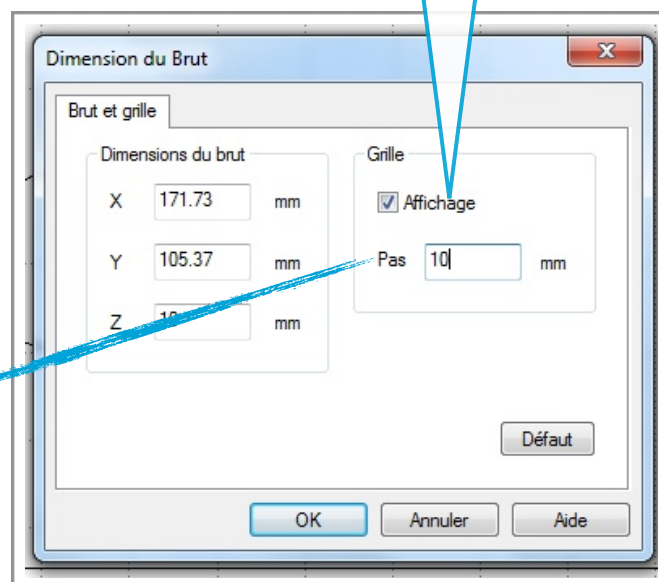 Dimension du Brut
Brut et grille
Dimensions du brut
Grille
X 171.73 mm
Affichage
Y 105.37 mm
Pas 10 mm
Z mm
Défaut
OK Annuler Aide